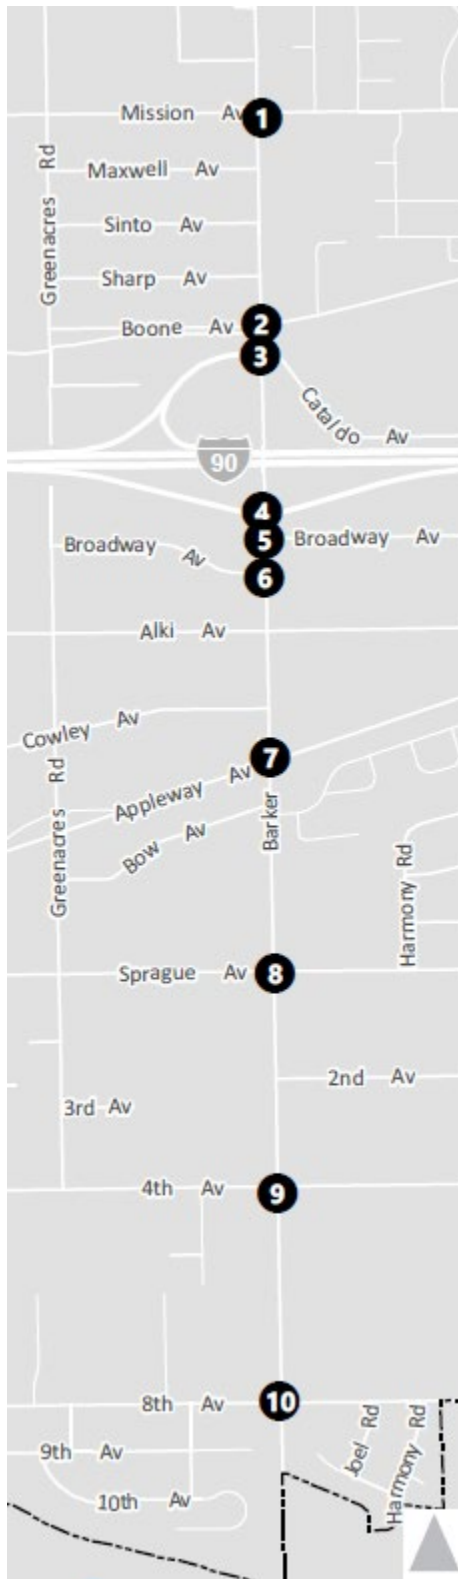 Mission Av
1
Maxwell Av
Greenacres Rd
Sinto Av
Sharp Av
Boone Av
2
3
Cataldo Av
90
4
5
Broadway Av
Broadway Av
6
Alki Av
Cowley Av
7
Appleway Av
Greenacres Rd
Barker
Bow Av
Harmony Rd
Sprague Av
8
2nd Av
3rd Av
4th Av
9
8th Av
10
Joel Rd
Harmony Rd
9th Av
10th Av